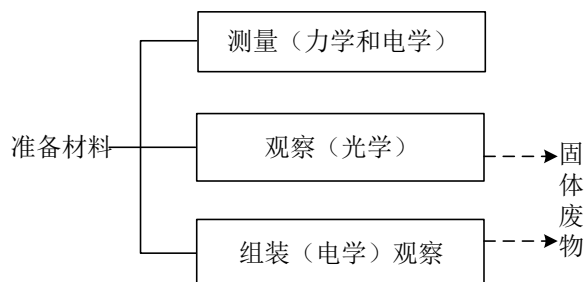 测量（力学和电学）
准备材料
观察（光学）
固体废物
组装（电学）观察